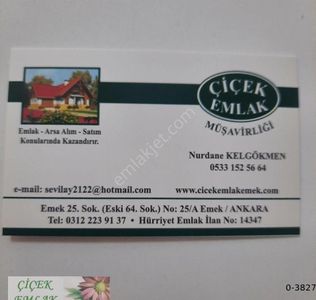 ÇİÇEK
EMLAK
MÜŞAVİRLİĞİ
Emlak - Arsa Alım - Satım
Konularında Kazandırır.
Nurdane KELGÖKMEN
0533 152 56 64
e-mail: sevilay2122@hotmail.com
www.cicekemlakemek.com
Emek 25. Sok. (Eski 64. Sok.) No: 25/A Emek / ANKARA
Tel: 0312 223 91 37 • Hürriyet Emlak İlan No: 14347
emlakjet.com
ÇİÇEK
EMLAK
0-3827